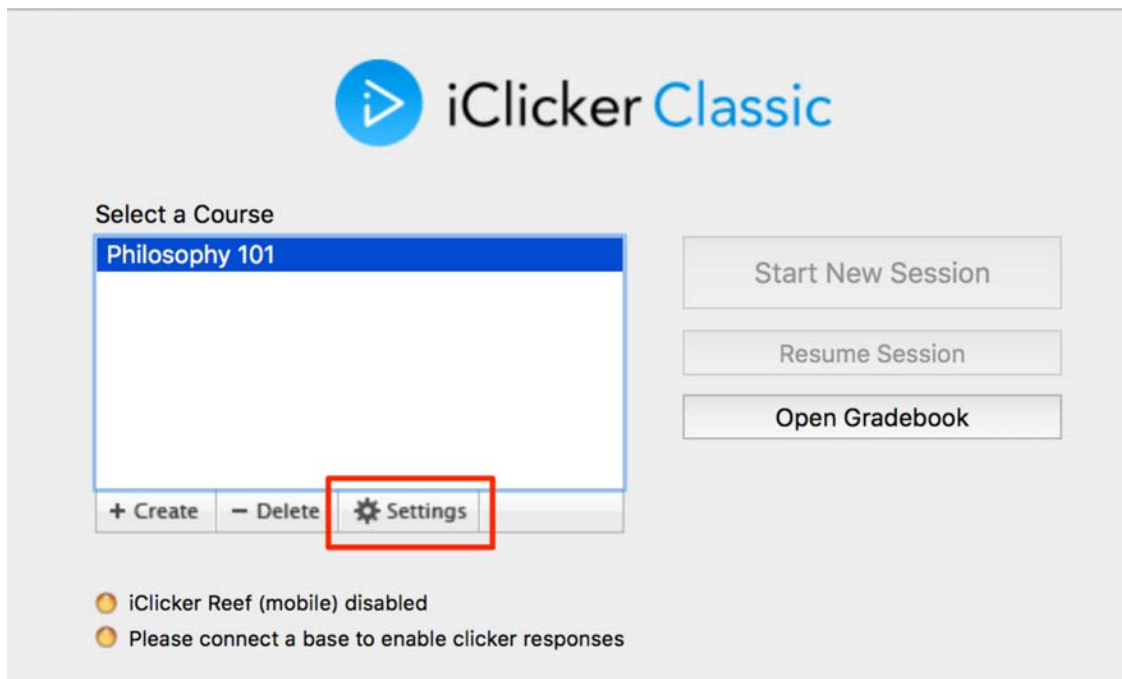 iClicker Classic
Select a Course
Philosophy 101
Start New Session
Resume Session
Open Gradebook
+ Create − Delete Settings
iClicker Reef (mobile) disabled
Please connect a base to enable clicker responses